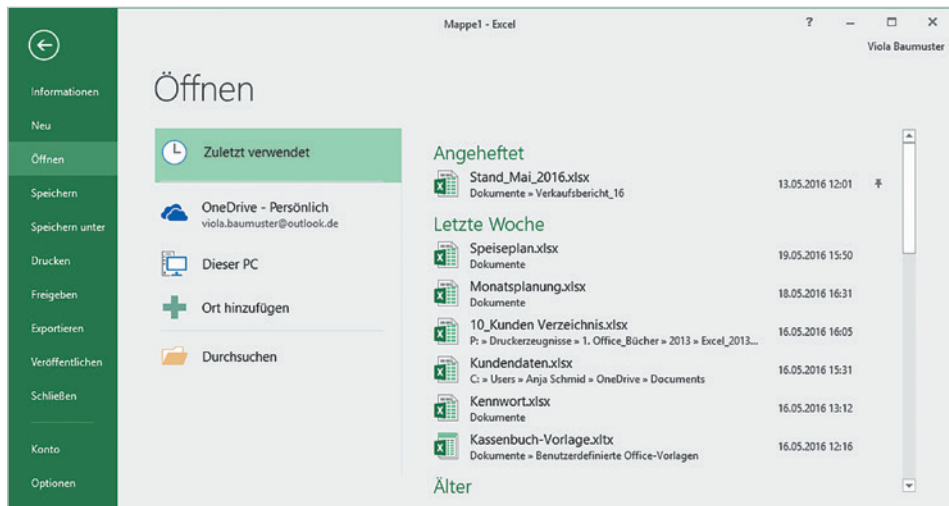 Mappe1 - Excel
?
Viola Baumuster
Informationen
Neu
Öffnen
Speichern
Speichern unter
Drucken
Freigeben
Exportieren
Veröffentlichen
Schließen
Konto
Optionen
Öffnen
Zuletzt verwendet
OneDrive - Persönlich
viola.baumuster@outlook.de
Dieser PC
Ort hinzufügen
Durchsuchen
Angeheftet
Stand_Mai_2016.xlsx 13.05.2016 12:01
Dokumente » Verkaufsbericht_16
Letzte Woche
Speiseplan.xlsx 19.05.2016 15:50
Dokumente
Monatsplanung.xlsx 18.05.2016 16:31
Dokumente
10_Kunden Verzeichnis.xlsx 16.05.2016 16:05
P: » Druckerzeugnisse » 1. Office_Bücher » 2013 » Excel_2013...
Kundendaten.xlsx 16.05.2016 15:31
C: » Users » Anja Schmid » OneDrive » Documents
Kennwort.xlsx 16.05.2016 13:12
Dokumente
Kassenbuch-Vorlage.xltx 16.05.2016 12:16
Dokumente » Benutzerdefinierte Office-Vorlagen
Älter